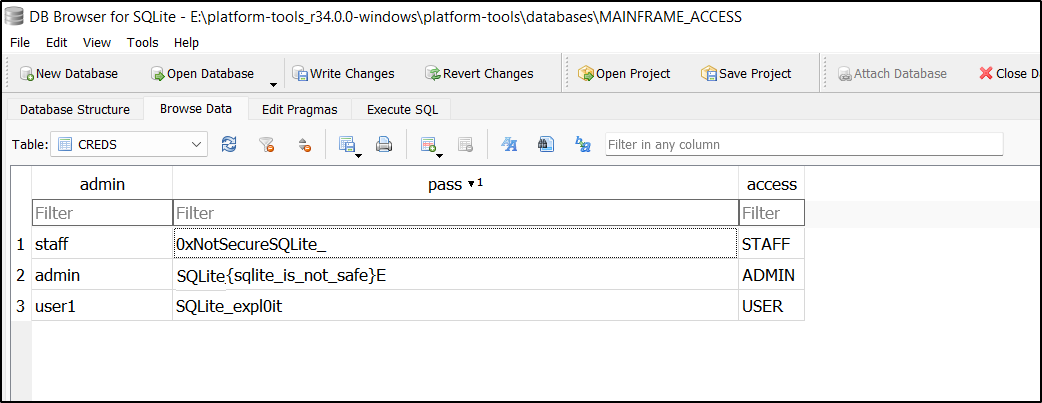 DB Browser for SQLite - E:\platform-tools_r34.0.0-windows\platform-tools\databases\MAINFRAME_ACCESS
File Edit View Tools Help
New Database Open Database Write Changes Revert Changes Open Project Save Project Attach Database Close D
Database Structure Browse Data Edit Pragmas Execute SQL
Table: CREDS Filter in any column
admin pass ▼1 access
Filter Filter Filter
1 staff 0xNotSecureSQLite_ STAFF
2 admin SQLite{sqlite_is_not_safe}E ADMIN
3 user1 SQLite_expl0it USER